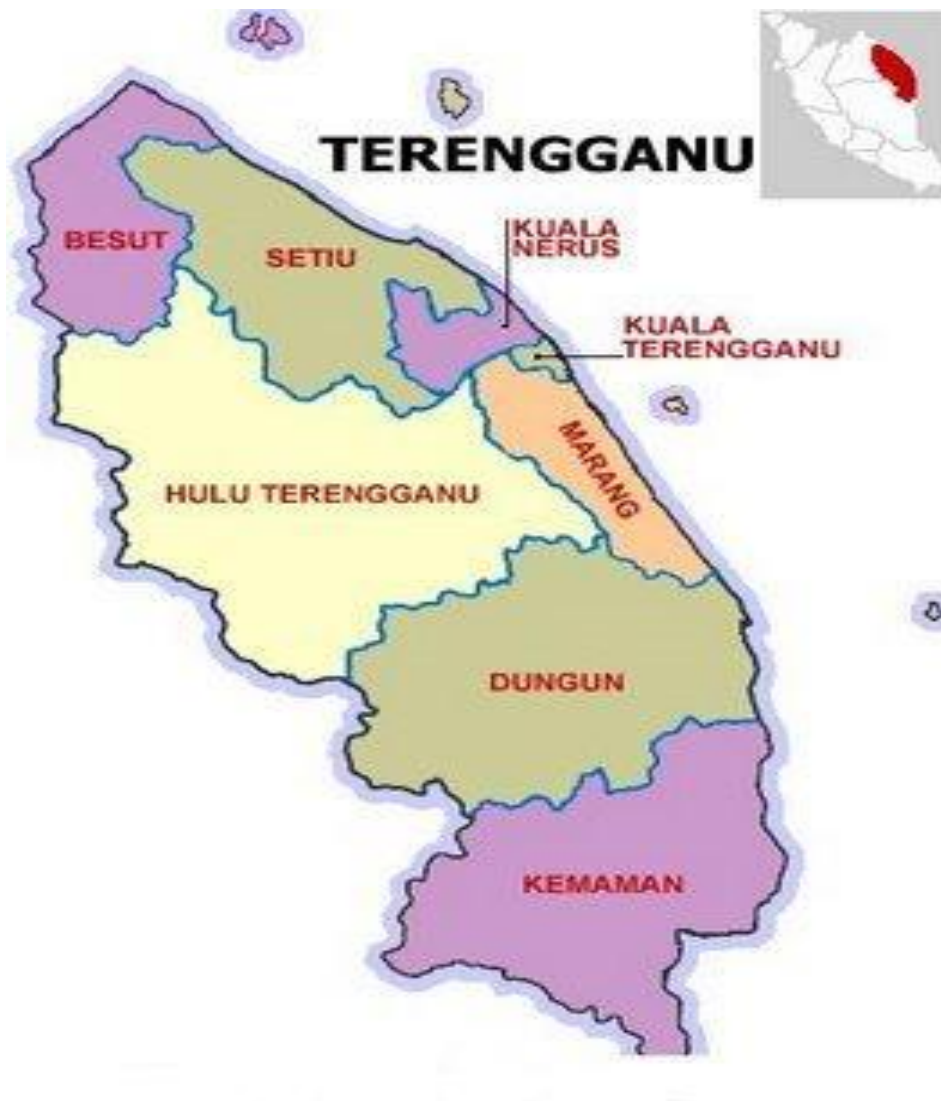 TERENGGANU
BESUT
SETIU
KUALA
NERUS
KUALA
TERENGGANU
MARANG
HULU TERENGGANU
DUNGUN
KEMAMAN